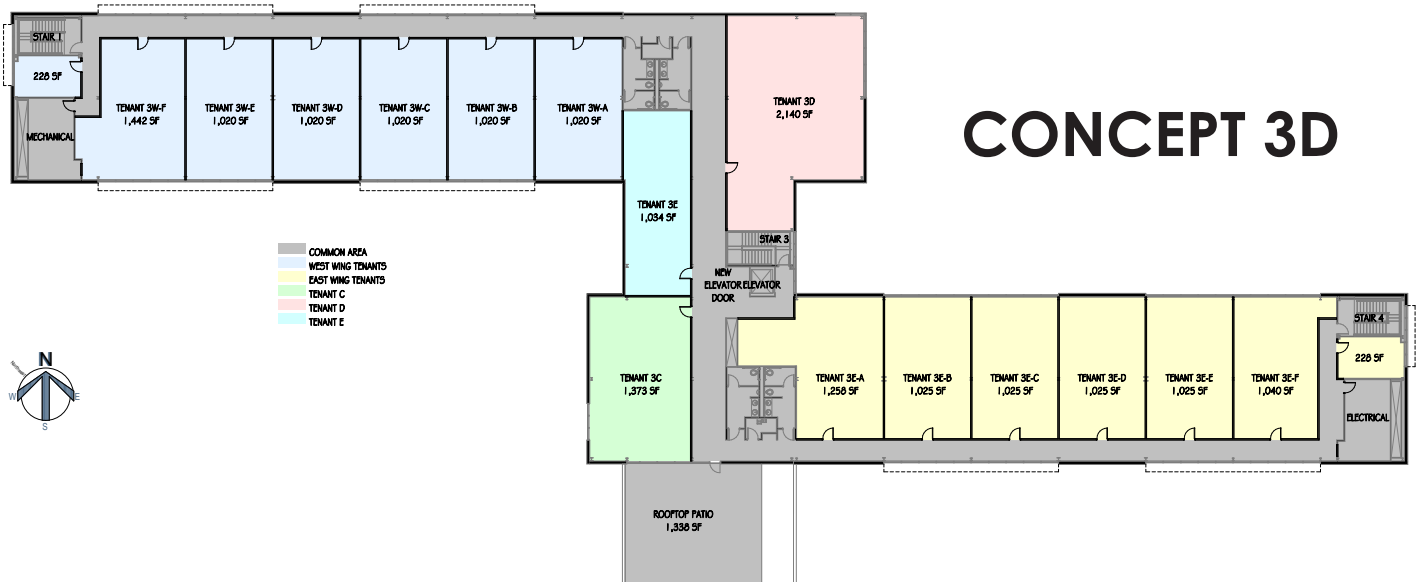 STAIR 1
228 SF
MECHANICAL
TENANT 3W-F
1,442 SF
TENANT 3W-E
1,020 SF
TENANT 3W-D
1,020 SF
TENANT 3W-C
1,020 SF
TENANT 3W-B
1,020 SF
TENANT 3W-A
1,020 SF
TENANT 3D
2,140 SF
CONCEPT 3D
TENANT 3E
1,034 SF
STAIR 3
COMMON AREA
WEST WING TENANTS
EAST WING TENANTS
TENANT C
TENANT D
TENANT E
NEW
ELEVATOR
DOOR
ELEVATOR
STAIR 4
228 SF
ELECTRICAL
TENANT 3C
1,373 SF
TENANT 3E-A
1,258 SF
TENANT 3E-B
1,025 SF
TENANT 3E-C
1,025 SF
TENANT 3E-D
1,025 SF
TENANT 3E-E
1,025 SF
TENANT 3E-F
1,040 SF
N
W
E
S
ROOFTOP PATIO
1,338 SF